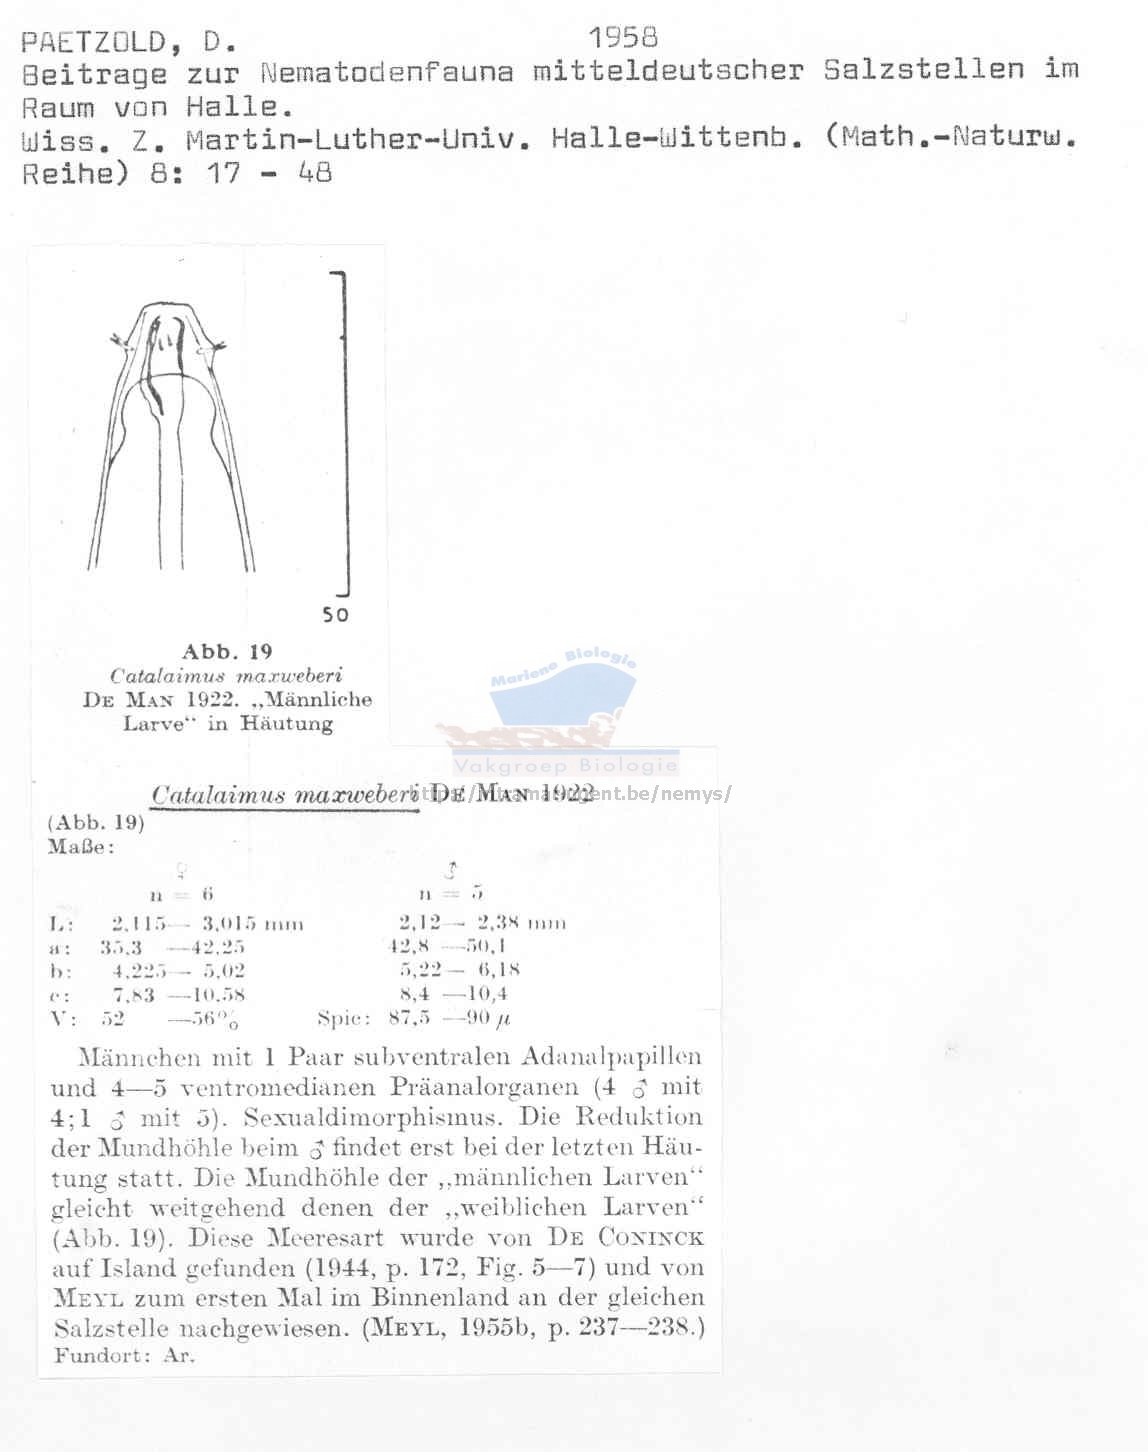 PAETZOLD, D. 1958
Beitrage zur Nematodenfauna mitteldeutscher Salzstellen im
Raum von Halle.
Wiss. Z. Martin-Luther-Univ. Halle-Wittenb. (Math.-Naturw.
Reihe) 8: 17 - 48
50
Abb. 19
Catalaimus maxweberi
DE MAN 1922. „Männliche
Larve“ in Häutung
Mariene Biologie
Vakgroep Biologie
Catalaimus maxweberi DE MAN 1922
(Abb. 19)
Maße:
♀ ♂
n = 6 n = 5
L: 2,115— 3,015 mm 2,12— 2,38 mm
a: 35,3 —42,25 42,8 —50,1
b: 4,225— 5,02 5,22— 6,18
c: 7,83 —10,58 8,4 —10,4
V: 52 —56% Spic: 87,5 —90 µ
Männchen mit 1 Paar subventralen Adanalpapillen
und 4—5 ventromedianen Präanalorganen (4 ♂ mit
4; 1 ♂ mit 5). Sexualdimorphismus. Die Reduktion
der Mundhöhle beim ♂ findet erst bei der letzten Häu-
tung statt. Die Mundhöhle der „männlichen Larven“
gleicht weitgehend denen der „weiblichen Larven“
(Abb. 19). Diese Meeresart wurde von DE CONINCK
auf Island gefunden (1944, p. 172, Fig. 5—7) und von
MEYL zum ersten Mal im Binnenland an der gleichen
Salzstelle nachgewiesen. (MEYL, 1955b, p. 237—238.)
Fundort: Ar.